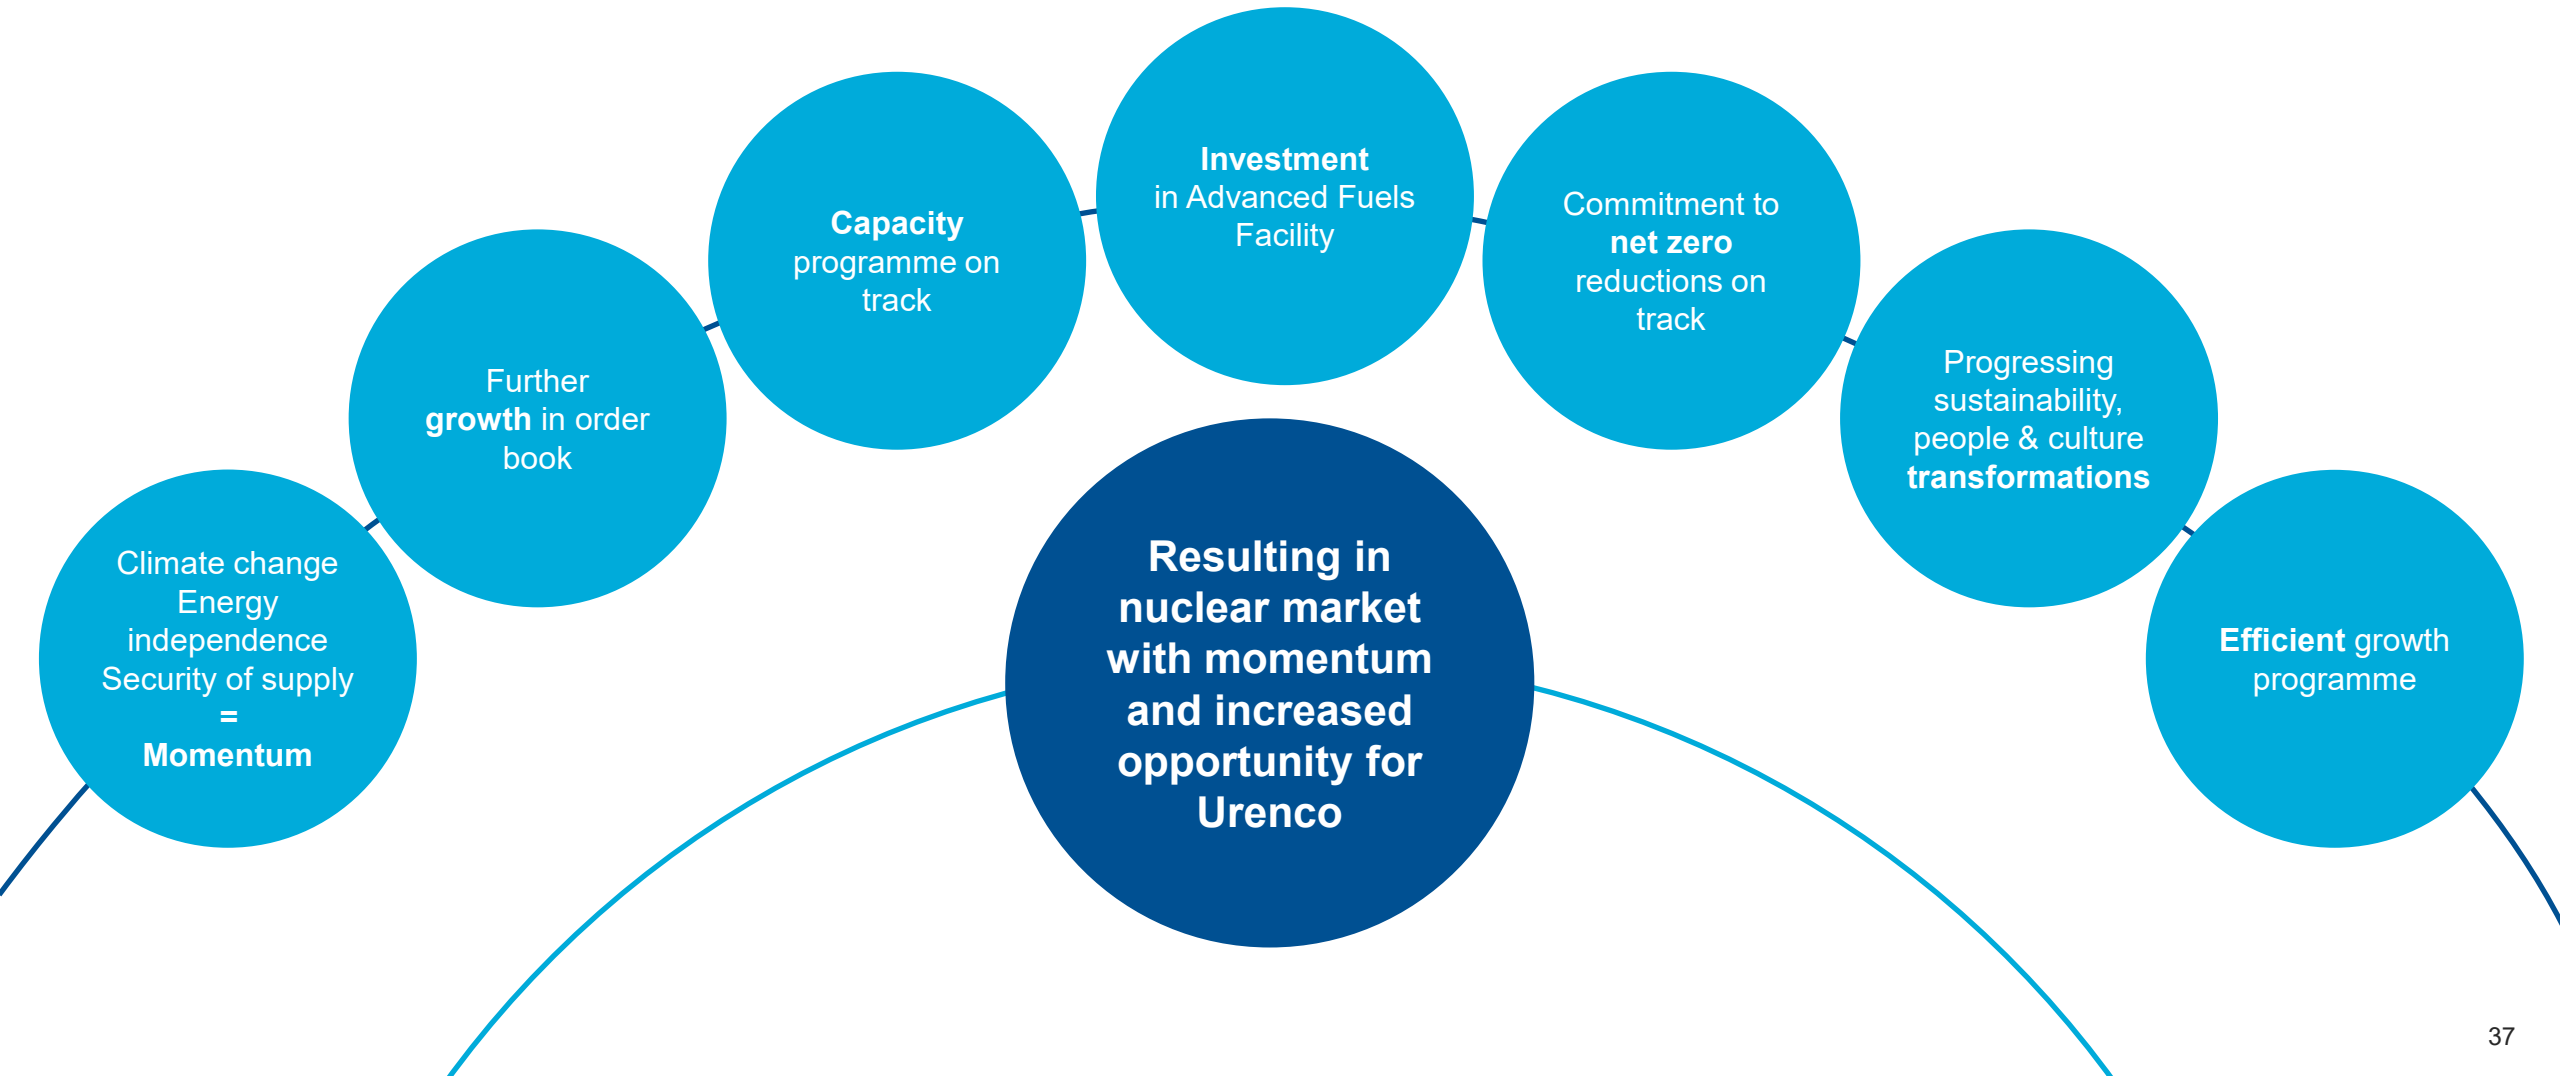 Climate change
Energy
independence
Security of supply
=
Momentum
Further
growth in order
book
Capacity
programme on
track
Investment
in Advanced Fuels
Facility
Commitment to
net zero
reductions on
track
Progressing
sustainability,
people & culture
transformations
Efficient growth
programme
Resulting in
nuclear market
with momentum
and increased
opportunity for
Urenco
37